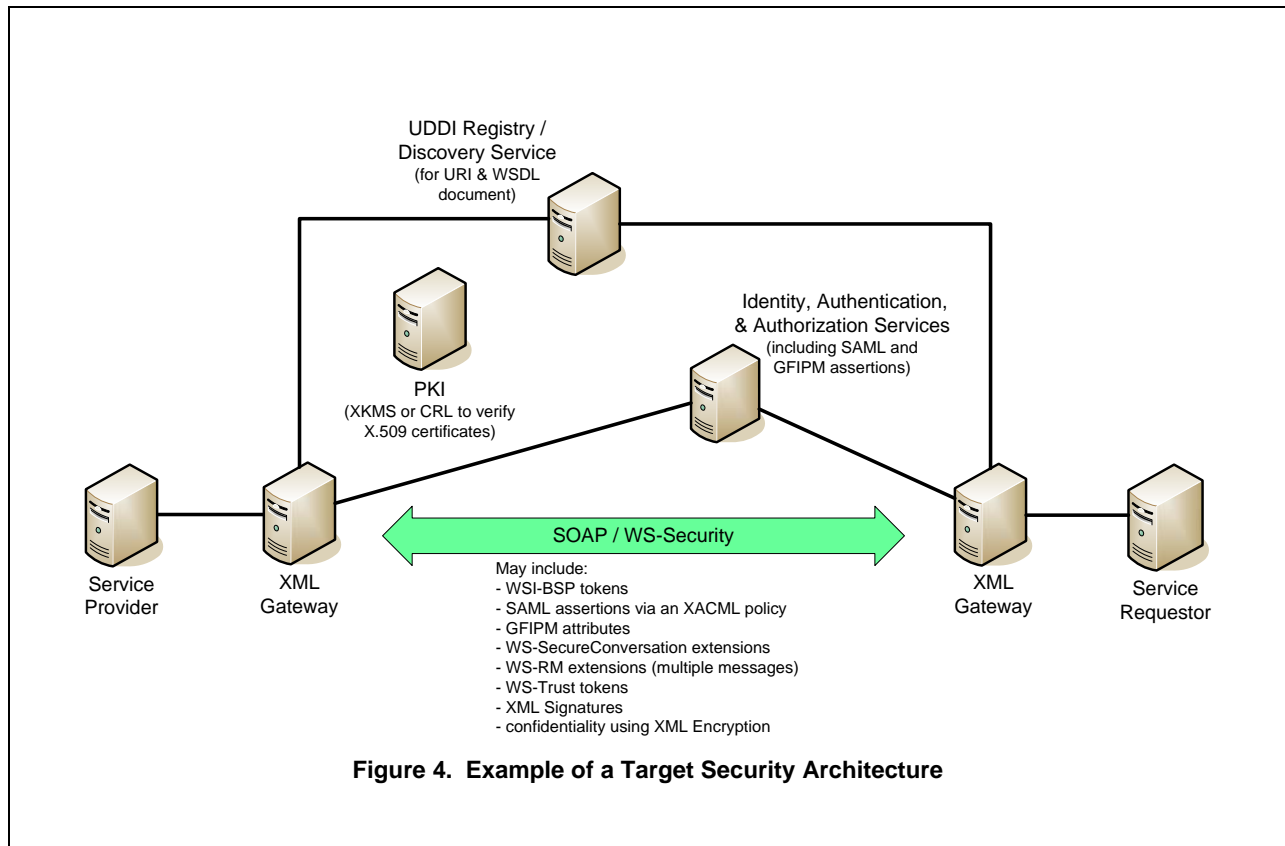 UDDI Registry /
Discovery Service
(for URI & WSDL
document)
Identity, Authentication,
& Authorization Services
(including SAML and
GFIPM assertions)
PKI
(XKMS or CRL to verify
X.509 certificates)
SOAP / WS-Security
Service
Provider
XML
Gateway
May include:
- WSI-BSP tokens
- SAML assertions via an XACML policy
- GFIPM attributes
- WS-SecureConversation extensions
- WS-RM extensions (multiple messages)
- WS-Trust tokens
- XML Signatures
- confidentiality using XML Encryption
XML
Gateway
Service
Requestor
Figure 4. Example of a Target Security Architecture